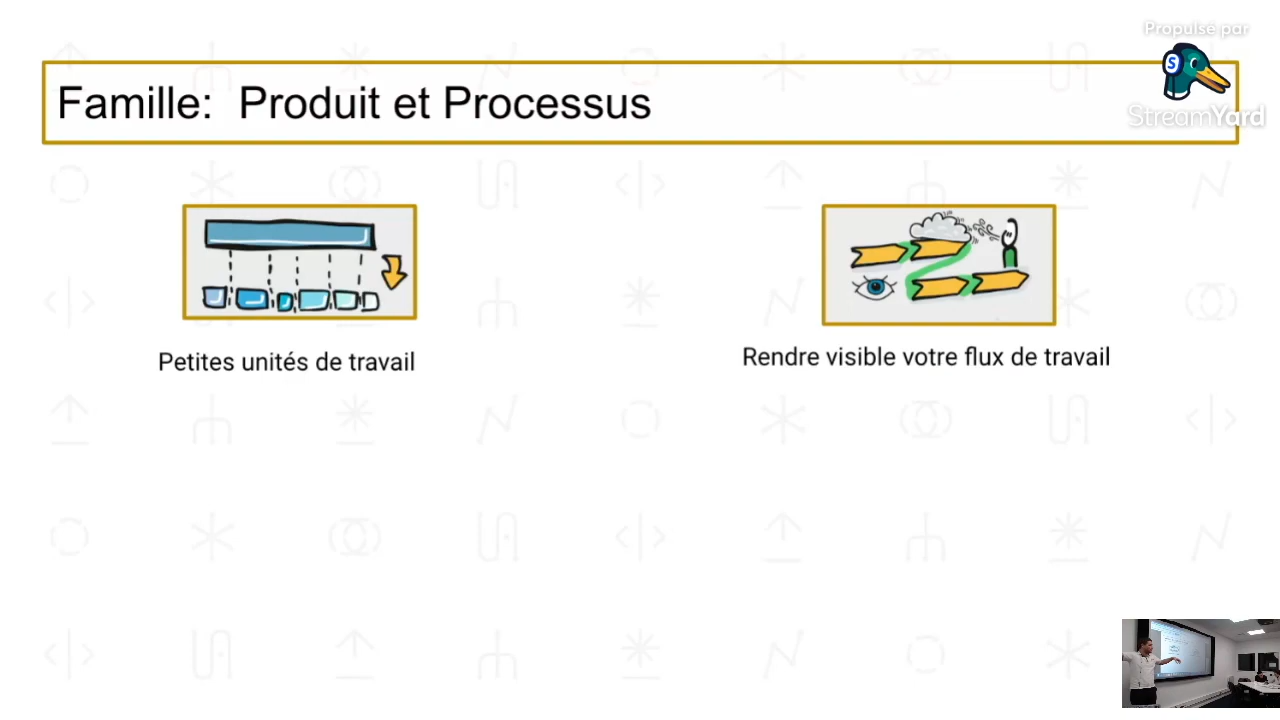 Propulsé par
StreamYard
Famille: Produit et Processus
Petites unités de travail
Rendre visible votre flux de travail